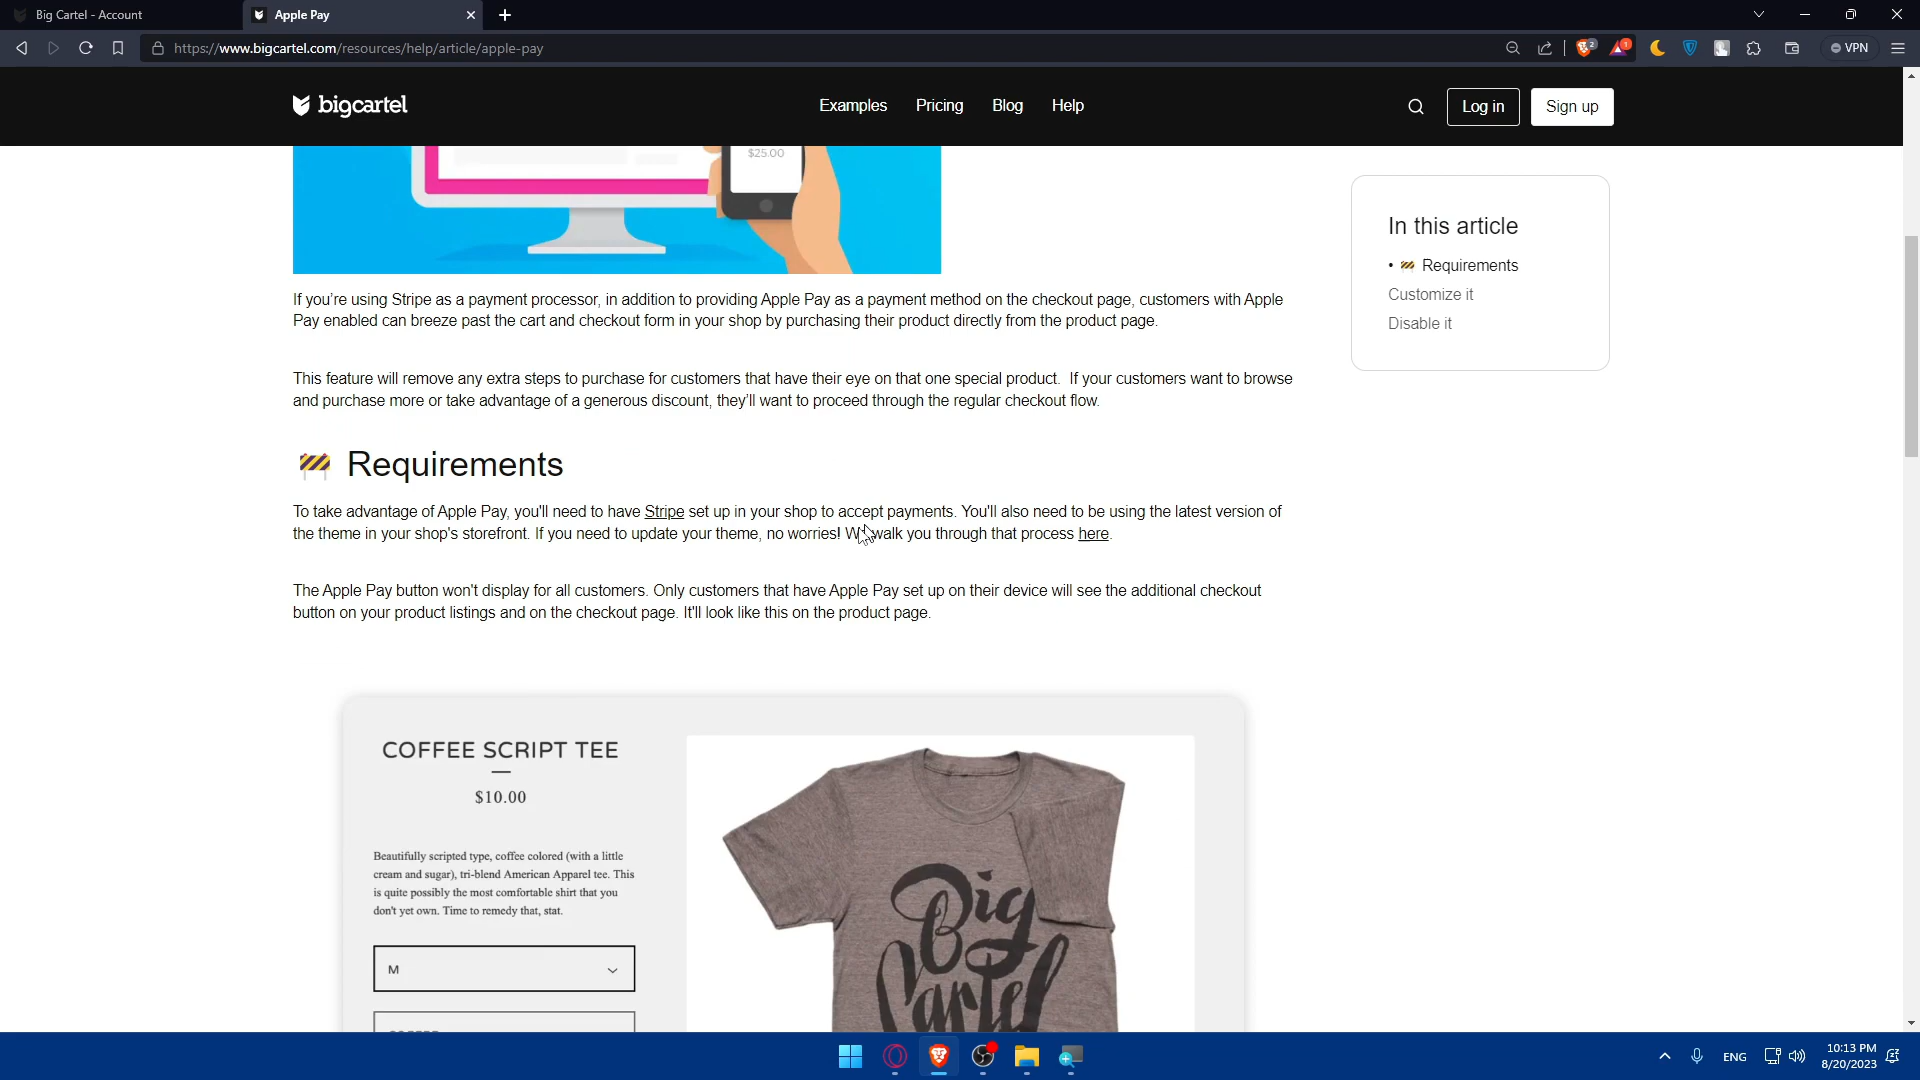 Big Cartel - Account
Apple Pay
https://www.bigcartel.com/resources/help/article/apple-pay
2
1
VPN
bigcartel
Examples
Pricing
Blog
Help
Log in
Sign up
$25.00
In this article
• 🚧 Requirements
Customize it
Disable it
If you're using Stripe as a payment processor, in addition to providing Apple Pay as a payment method on the checkout page, customers with Apple
Pay enabled can breeze past the cart and checkout form in your shop by purchasing their product directly from the product page.
This feature will remove any extra steps to purchase for customers that have their eye on that one special product. If your customers want to browse
and purchase more or take advantage of a generous discount, they'll want to proceed through the regular checkout flow.
🚧 Requirements
To take advantage of Apple Pay, you'll need to have Stripe set up in your shop to accept payments. You'll also need to be using the latest version of
the theme in your shop's storefront. If you need to update your theme, no worries! walk you through that process here.
The Apple Pay button won't display for all customers. Only customers that have Apple Pay set up on their device will see the additional checkout
button on your product listings and on the checkout page. It'll look like this on the product page.
COFFEE SCRIPT TEE
$10.00
Beautifully scripted type, coffee colored (with a little
cream and sugar), tri-blend American Apparel tee. This
is quite possibly the most comfortable shirt that you
don't yet own. Time to remedy that, stat.
M
Big
Cartel
ENG
10:13 PM
8/20/2023